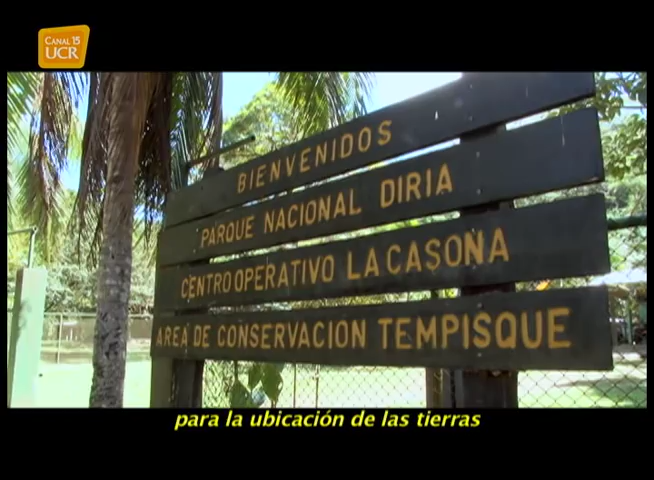 CANAL 15
UCR
BIENVENIDOS
PARQUE NACIONAL DIRIA
CENTRO OPERATIVO LA CASONA
AREA DE CONSERVACION TEMPISQUE
para la ubicación de las tierras